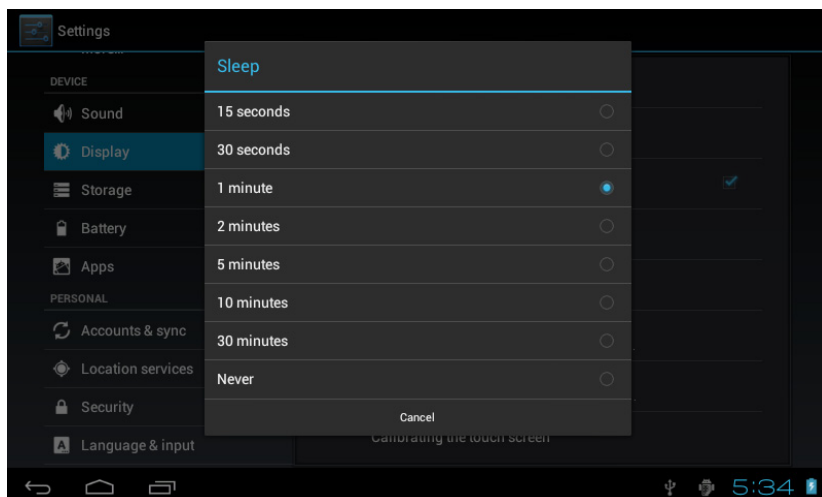 Settings
DEVICE
Sound
Display
Storage
Battery
Apps
PERSONAL
Accounts & sync
Location services
Security
Language & input
Sleep
15 seconds
30 seconds
1 minute
2 minutes
5 minutes
10 minutes
30 minutes
Never
Cancel
Calibrating the touch screen
5:34